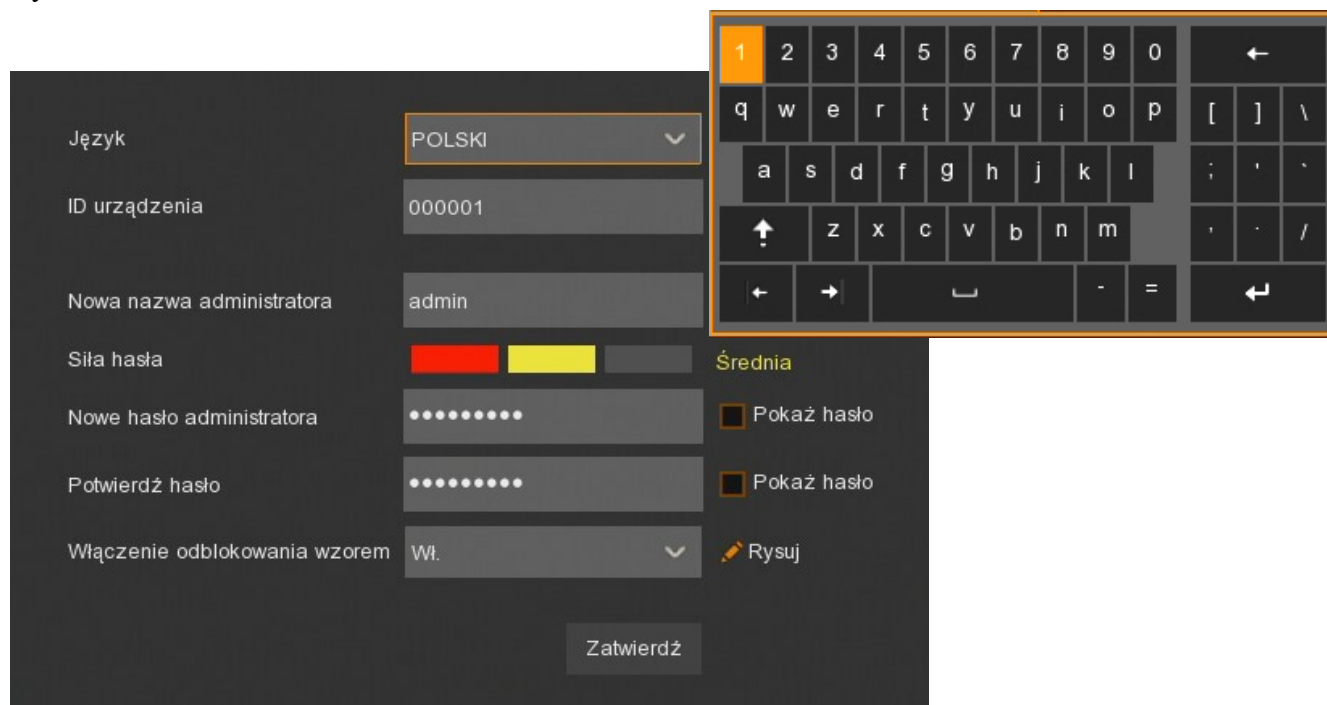 Język POLSKI
ID urządzenia 000001
Nowa nazwa administratora admin
Siła hasła Średnia
Nowe hasło administratora ●●●●●●●●● Pokaż hasło
Potwierdź hasło ●●●●●●●●● Pokaż hasło
Włączenie odblokowania wzorem Wł. Rysuj
Zatwierdź
1 2 3 4 5 6 7 8 9 0 ←
q w e r t y u i o p [ ] \
a s d f g h j k l ; ' `
z x c v b n m , . /
- =